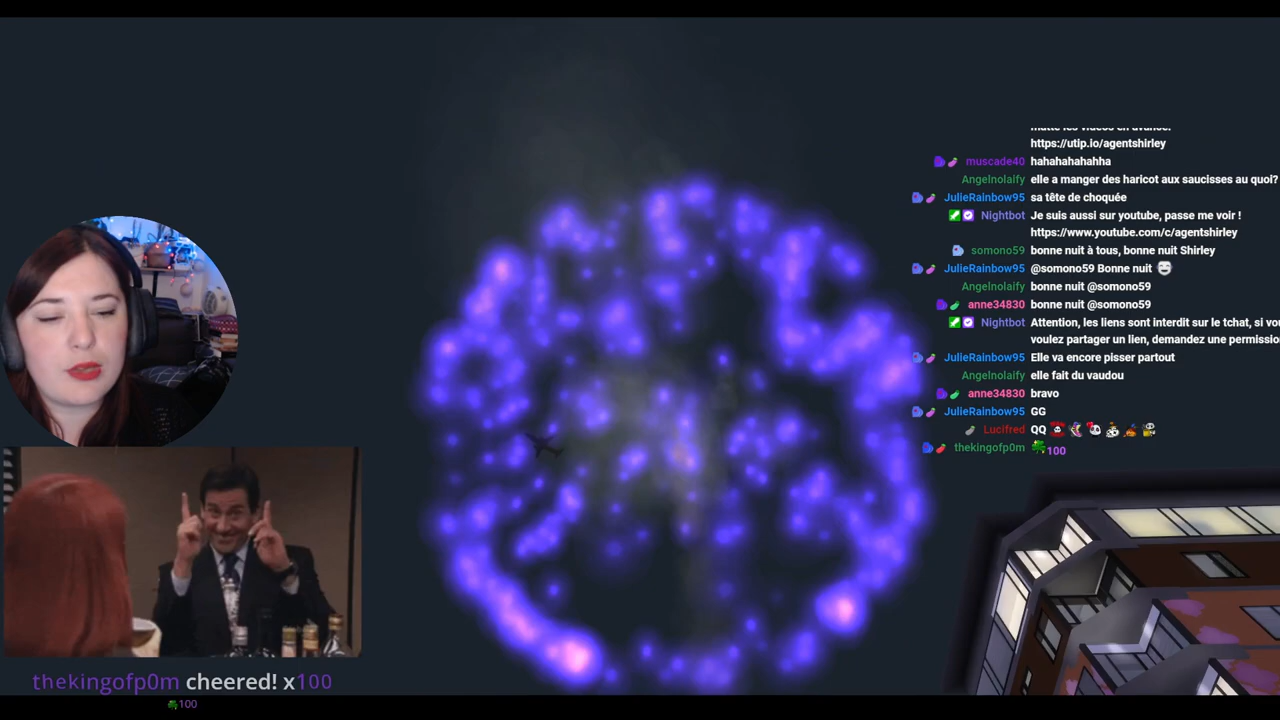 https://utip.io/agentshirley
muscade40 hahahahahahha
Angelnolaify elle a manger des haricot aux saucisses au quoi?
JulieRainbow95 sa tête de choquée
Nightbot Je suis aussi sur youtube, passe me voir !
https://www.youtube.com/c/agentshirley
somono59 bonne nuit à tous, bonne nuit Shirley
JulieRainbow95 @somono59 Bonne nuit
Angelnolaify bonne nuit @somono59
anne34830 bonne nuit @somono59
Nightbot Attention, les liens sont interdit sur le tchat, si vo
voulez partager un lien, demandez une permissio
JulieRainbow95 Elle va encore pisser partout
Angelnolaify elle fait du vaudou
anne34830 bravo
JulieRainbow95 GG
Lucifred QQ
thekingofp0m 100
thekingofp0m cheered! x100
100